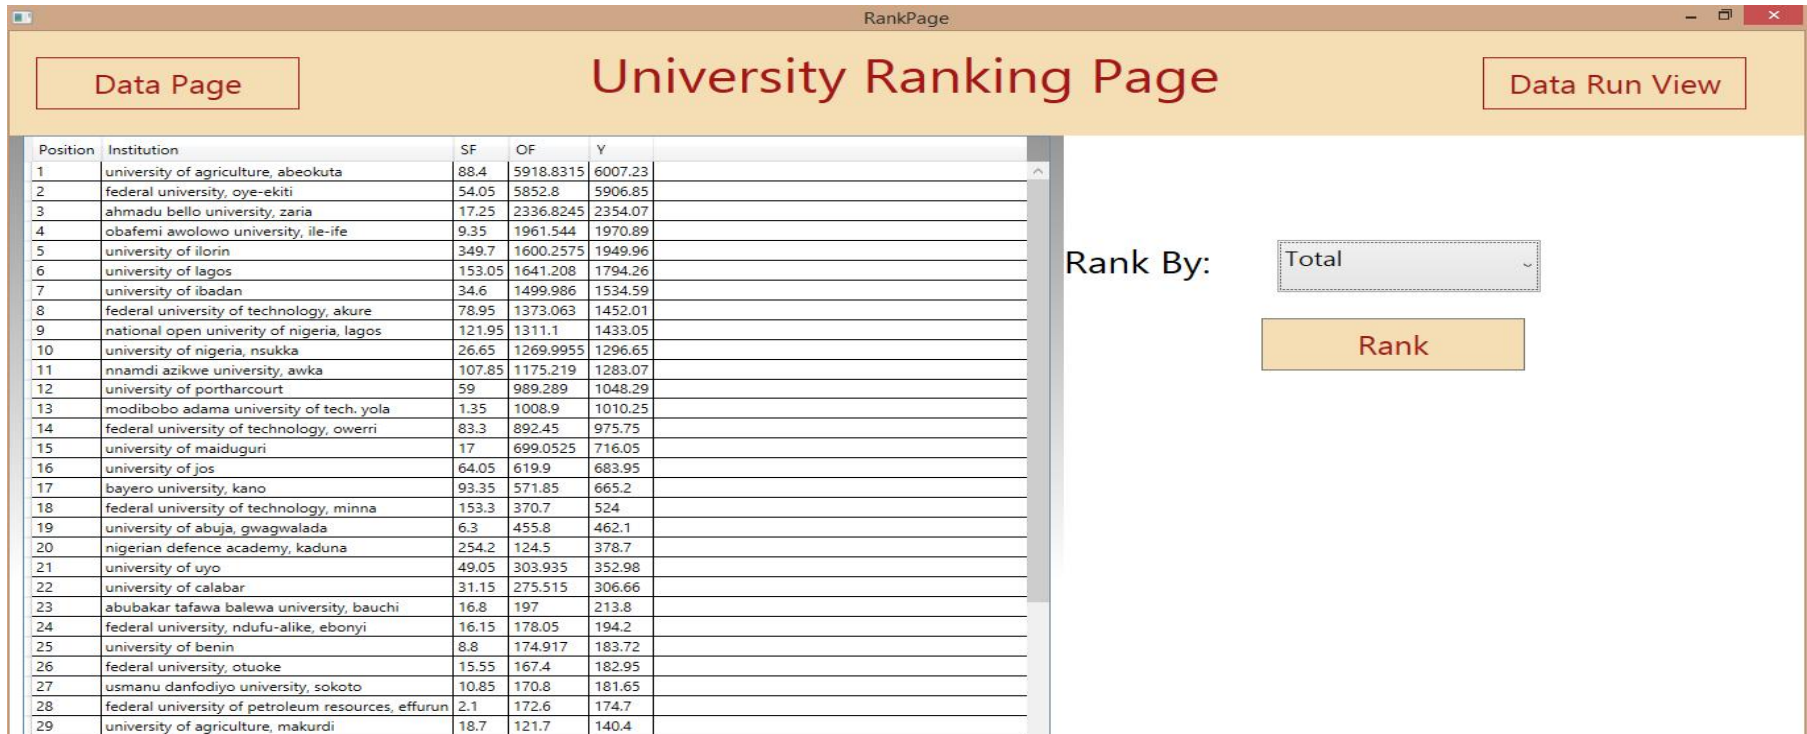 RankPage
Data Page
University Ranking Page
Data Run View
Position Institution SF OF Y
1 university of agriculture, abeokuta 88.4 5918.8315 6007.23
2 federal university, oye-ekiti 54.05 5852.8 5906.85
3 ahmadu bello university, zaria 17.25 2336.8245 2354.07
4 obafemi awolowo university, ile-ife 9.35 1961.544 1970.89
5 university of ilorin 349.7 1600.2575 1949.96
6 university of lagos 153.05 1641.208 1794.26
7 university of ibadan 34.6 1499.986 1534.59
8 federal university of technology, akure 78.95 1373.063 1452.01
9 national open univerity of nigeria, lagos 121.95 1311.1 1433.05
10 university of nigeria, nsukka 26.65 1269.9955 1296.65
11 nnamdi azikwe university, awka 107.85 1175.219 1283.07
12 university of portharcourt 59 989.289 1048.29
13 modibobo adama university of tech. yola 1.35 1008.9 1010.25
14 federal university of technology, owerri 83.3 892.45 975.75
15 university of maiduguri 17 699.0525 716.05
16 university of jos 64.05 619.9 683.95
17 bayero university, kano 93.35 571.85 665.2
18 federal university of technology, minna 153.3 370.7 524
19 university of abuja, gwagwalada 6.3 455.8 462.1
20 nigerian defence academy, kaduna 254.2 124.5 378.7
21 university of uyo 49.05 303.935 352.98
22 university of calabar 31.15 275.515 306.66
23 abubakar tafawa balewa university, bauchi 16.8 197 213.8
24 federal university, ndufu-alike, ebonyi 16.15 178.05 194.2
25 university of benin 8.8 174.917 183.72
26 federal university, otuoke 15.55 167.4 182.95
27 usmanu danfodiyo university, sokoto 10.85 170.8 181.65
28 federal university of petroleum resources, effurun 2.1 172.6 174.7
29 university of agriculture, makurdi 18.7 121.7 140.4
Rank By:
Total
Rank